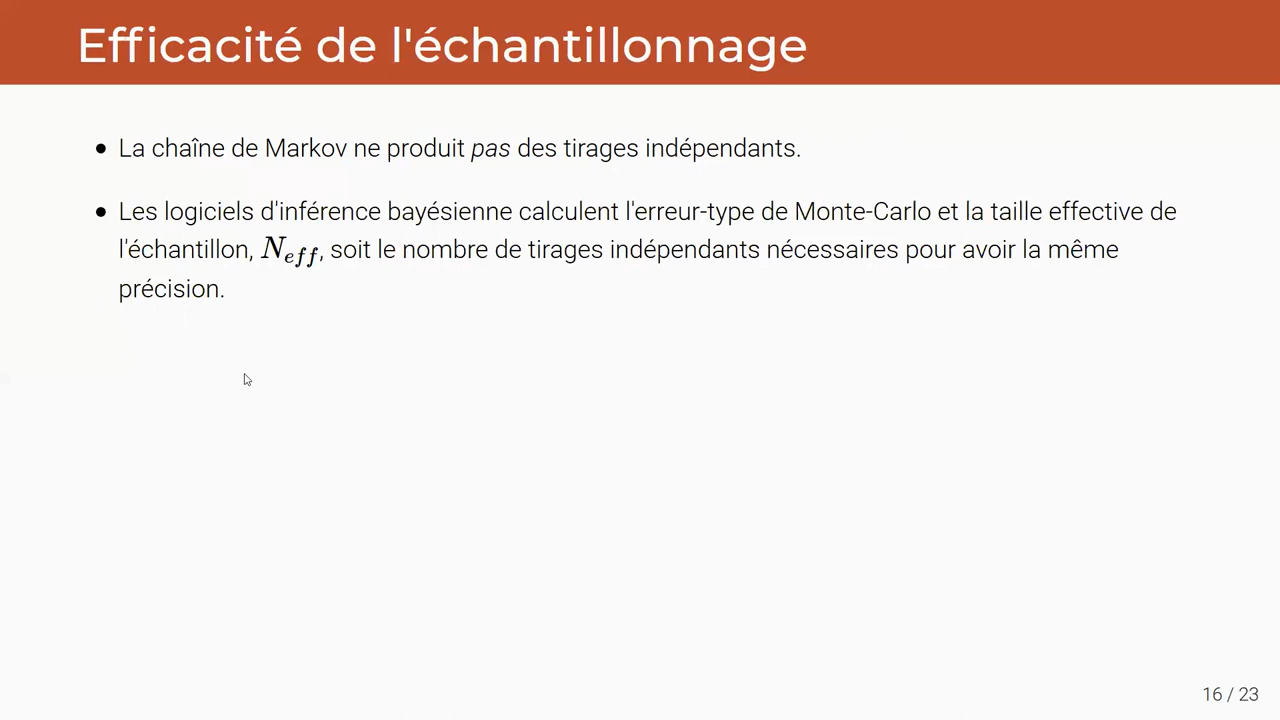 Efficacité de l'échantillonnage
• La chaîne de Markov ne produit pas des tirages indépendants.
• Les logiciels d'inférence bayésienne calculent l'erreur-type de Monte-Carlo et la taille effective de
l'échantillon, N_eff, soit le nombre de tirages indépendants nécessaires pour avoir la même
précision.
16 / 23